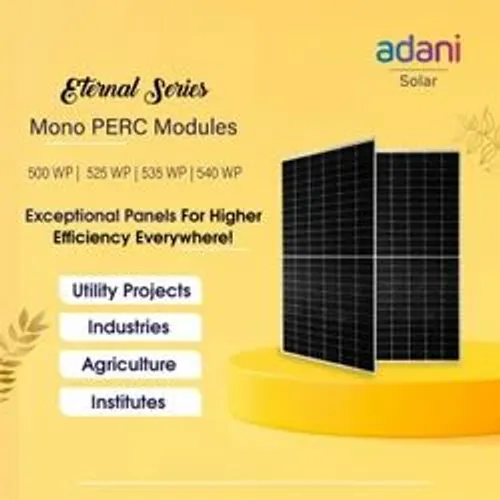 adani
Solar
Eternal Series
Mono PERC Modules
500 WP | 525 WP | 535 WP | 540 WP
Exceptional Panels For Higher
Efficiency Everywhere!
Utility Projects
Industries
Agriculture
Institutes